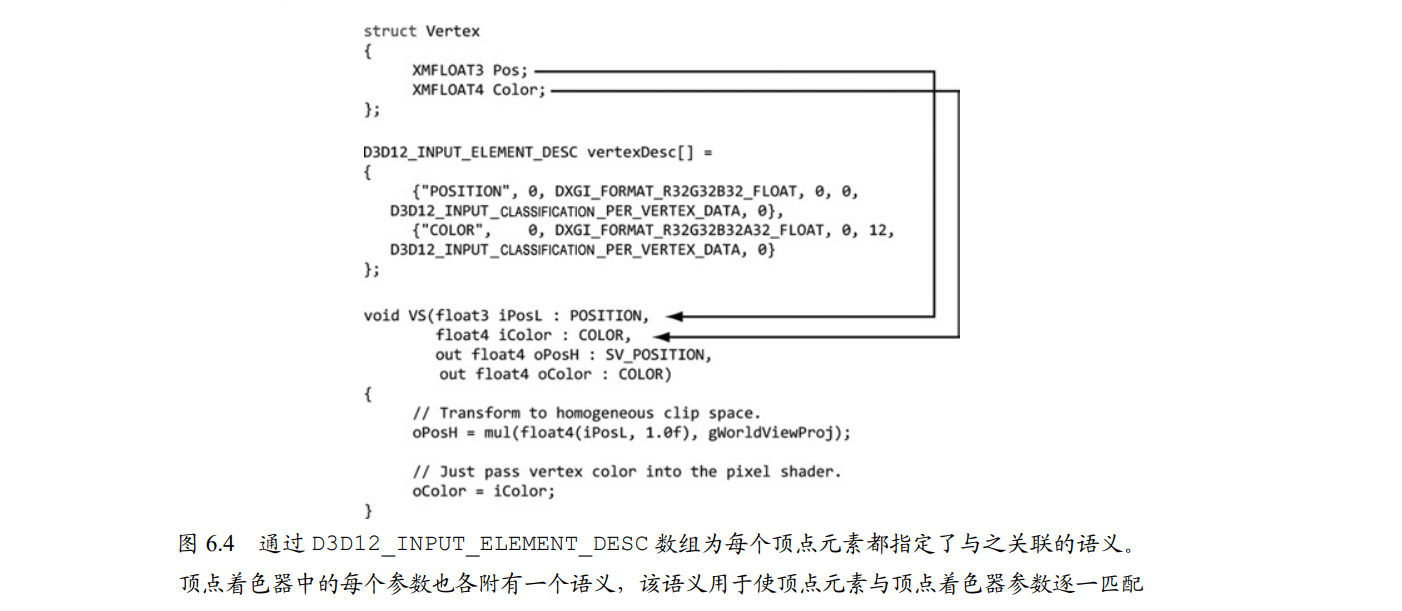 struct Vertex
{
XMFLOAT3 Pos;
XMFLOAT4 Color;
};
D3D12_INPUT_ELEMENT_DESC vertexDesc[] =
{
{"POSITION", 0, DXGI_FORMAT_R32G32B32_FLOAT, 0, 0,
D3D12_INPUT_CLASSIFICATION_PER_VERTEX_DATA, 0},
{"COLOR", 0, DXGI_FORMAT_R32G32B32A32_FLOAT, 0, 12,
D3D12_INPUT_CLASSIFICATION_PER_VERTEX_DATA, 0}
};
void VS(float3 iPosL : POSITION,
float4 iColor : COLOR,
out float4 oPosH : SV_POSITION,
out float4 oColor : COLOR)
{
// Transform to homogeneous clip space.
oPosH = mul(float4(iPosL, 1.0f), gWorldViewProj);
// Just pass vertex color into the pixel shader.
oColor = iColor;
}
图 6.4 通过 D3D12_INPUT_ELEMENT_DESC 数组为每个顶点元素都指定了与之关联的语义。
顶点着色器中的每个参数也各附有一个语义，该语义用于使顶点元素与顶点着色器参数逐一匹配